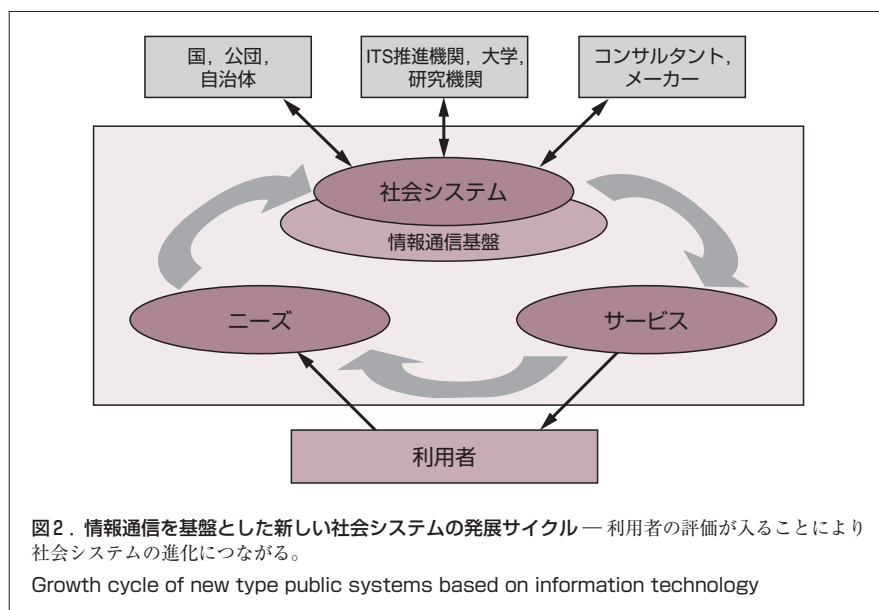 国，公団，
自治体
ITS推進機関，大学，
研究機関
コンサルタント，
メーカー
社会システム
情報通信基盤
ニーズ
サービス
利用者
図2．情報通信を基盤とした新しい社会システムの発展サイクル — 利用者の評価が入ることにより
社会システムの進化につながる。
Growth cycle of new type public systems based on information technology